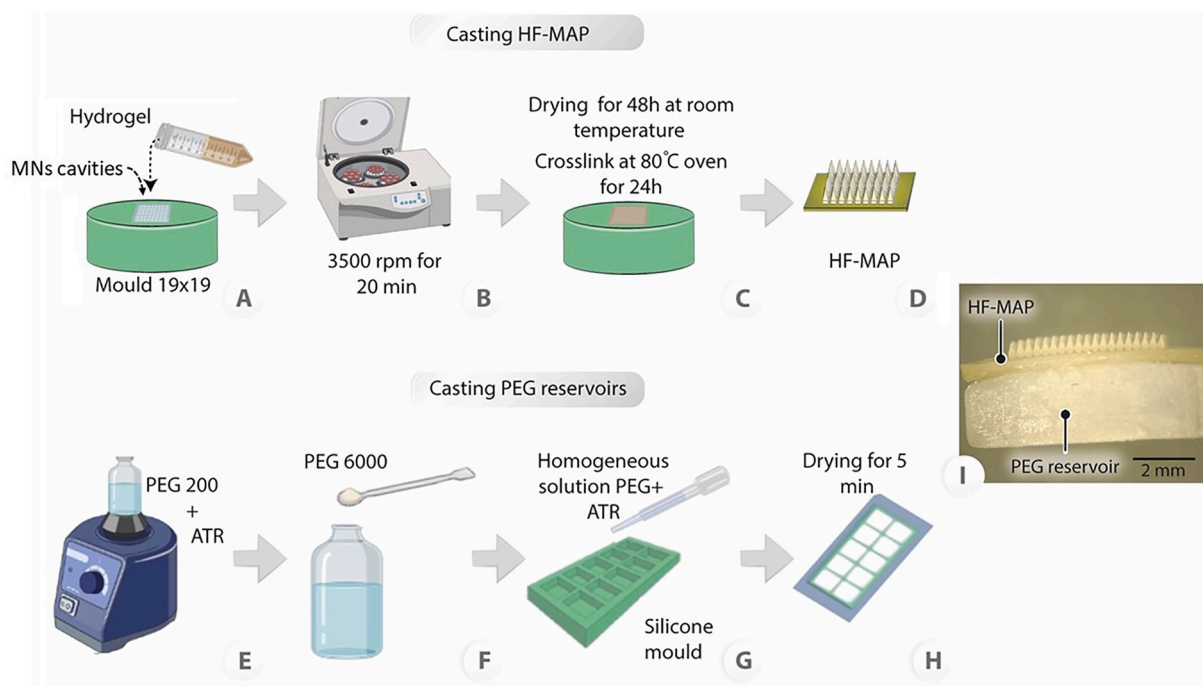 Casting HF-MAP
Hydrogel
MNs cavities
Mould 19x19
A
3500 rpm for
20 min
B
Drying for 48h at room
temperature
Crosslink at 80°C oven
for 24h
C
HF-MAP
D
Casting PEG reservoirs
PEG 200
+
ATR
E
PEG 6000
F
Homogeneous
solution PEG+
ATR
Silicone
mould
G
Drying for 5
min
H
HF-MAP
PEG reservoir
2 mm
I